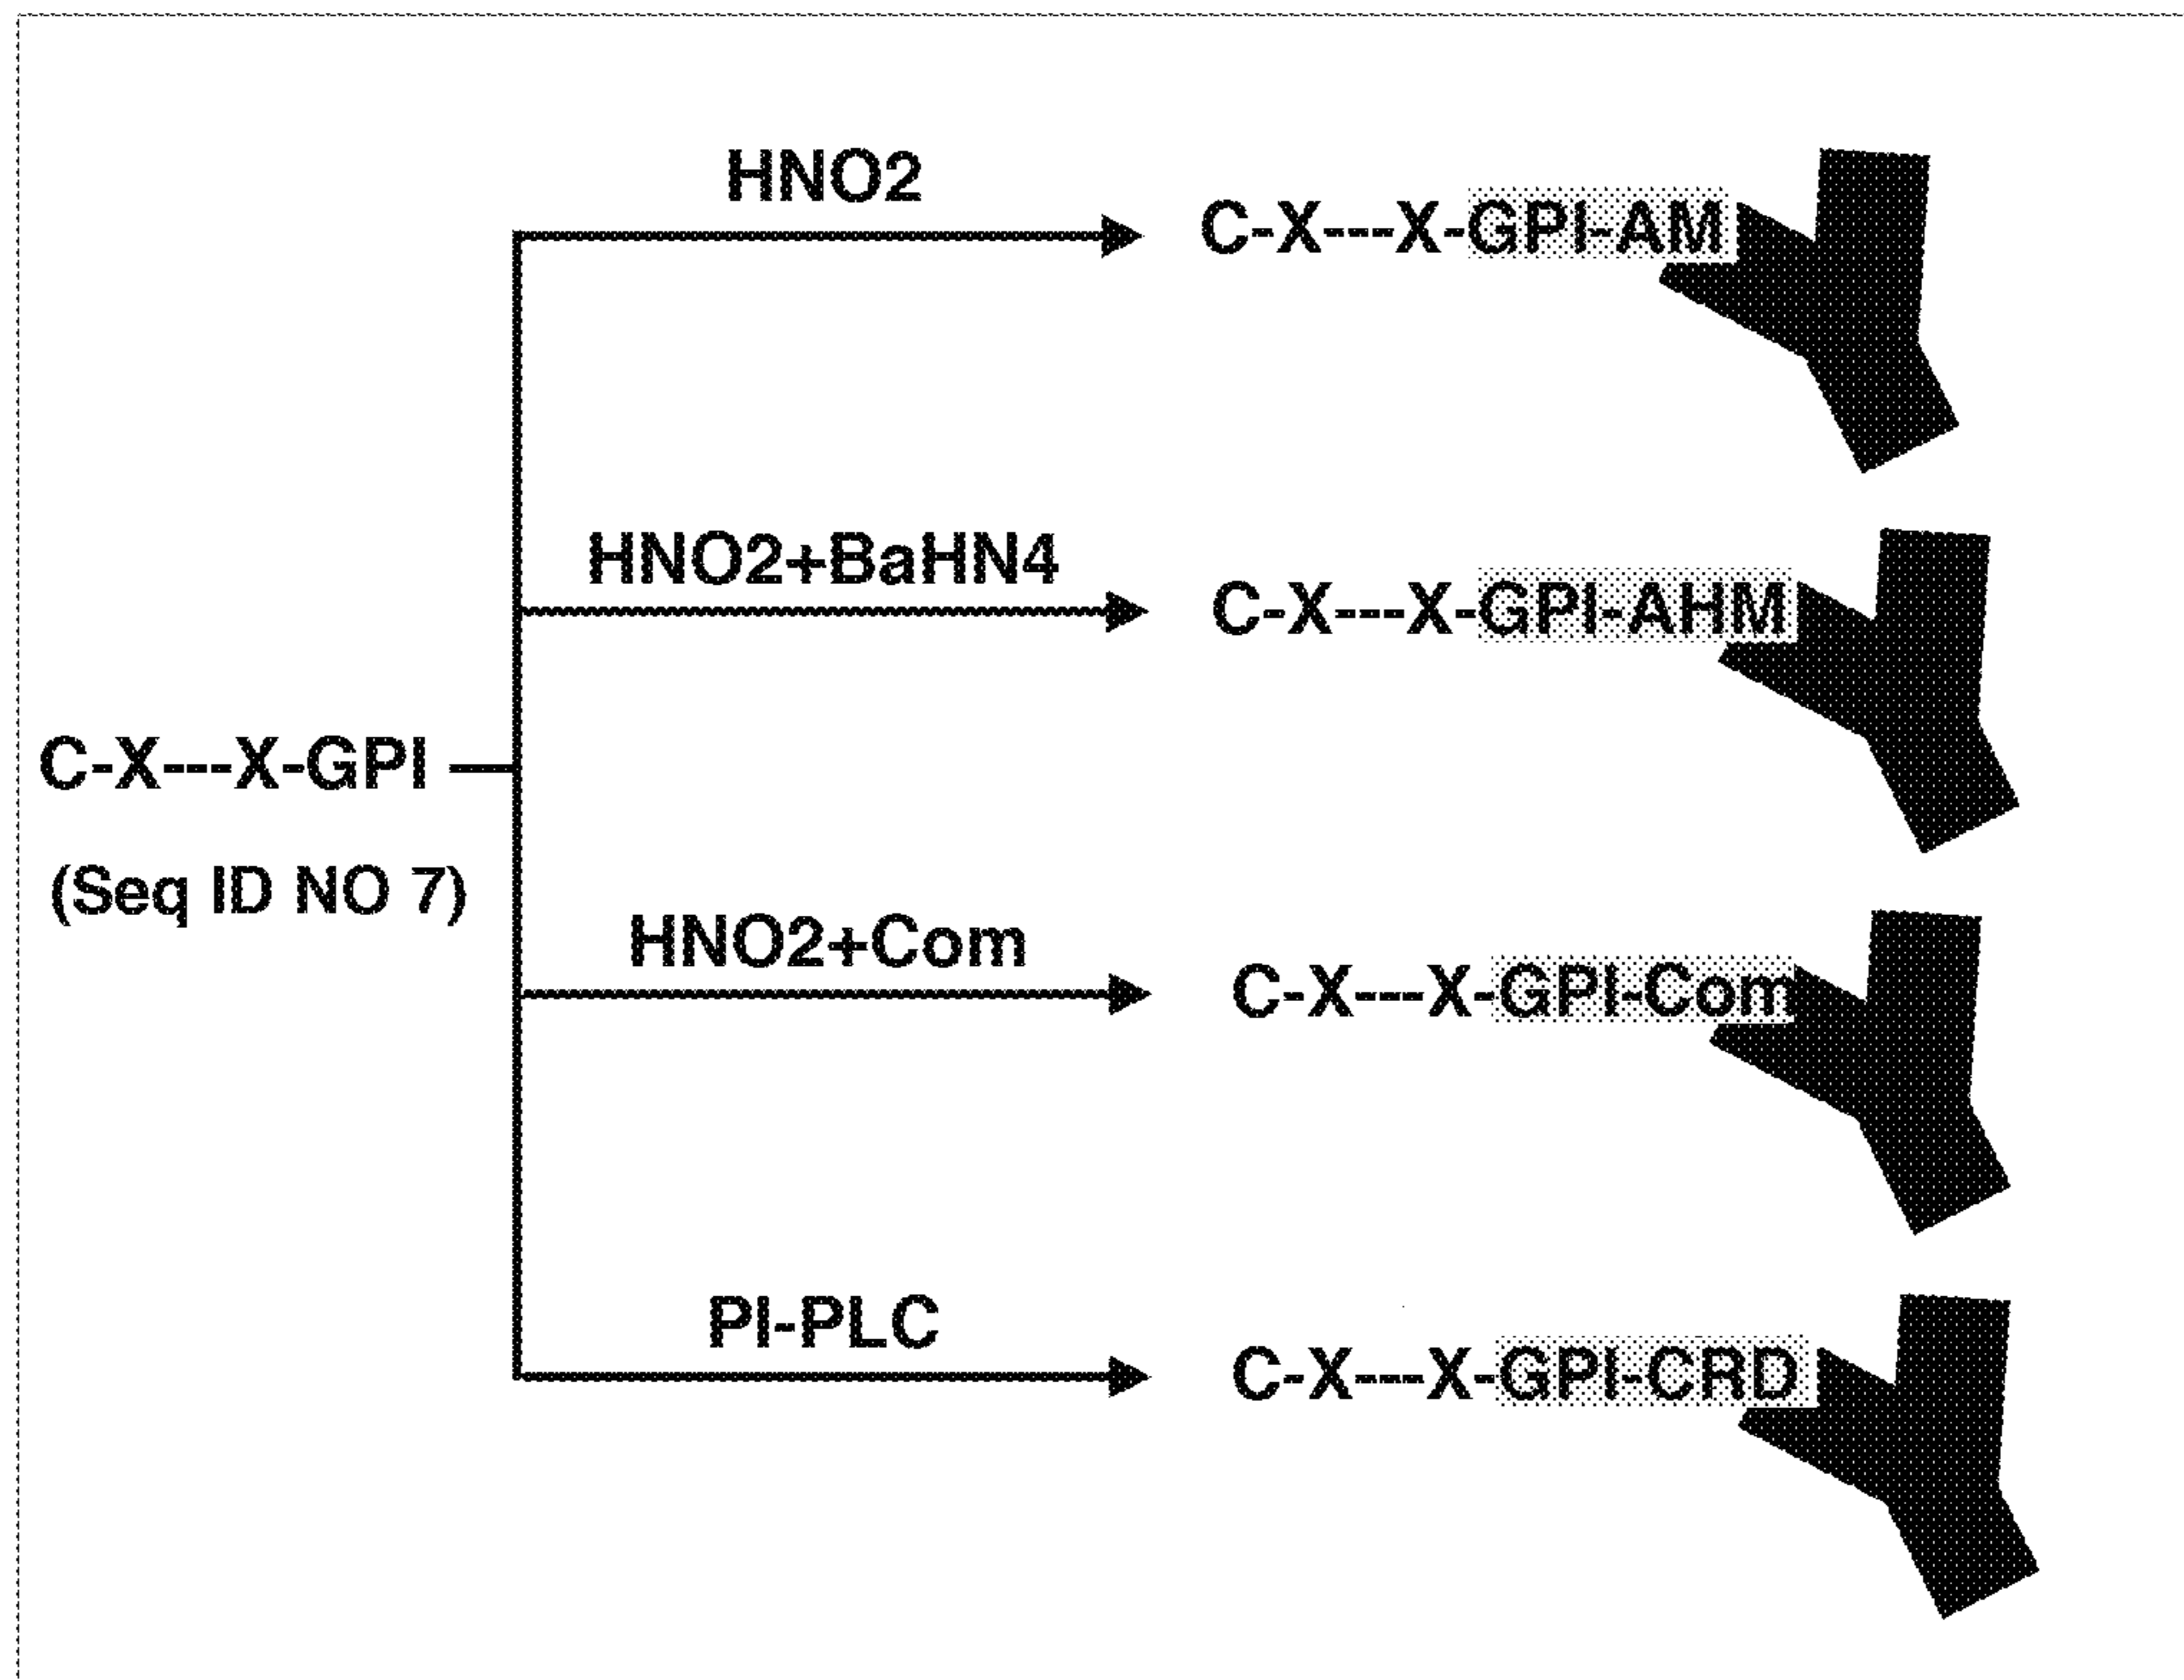 HNO2
C-X---X-GPI-AM
HNO2+BaHN4
C-X---X-GPI-AHM
C-X---X-GPI
(Seq ID NO 7)
HNO2+Com
C-X---X-GPI-Com
PI-PLC
C-X---X-GPI-CRD